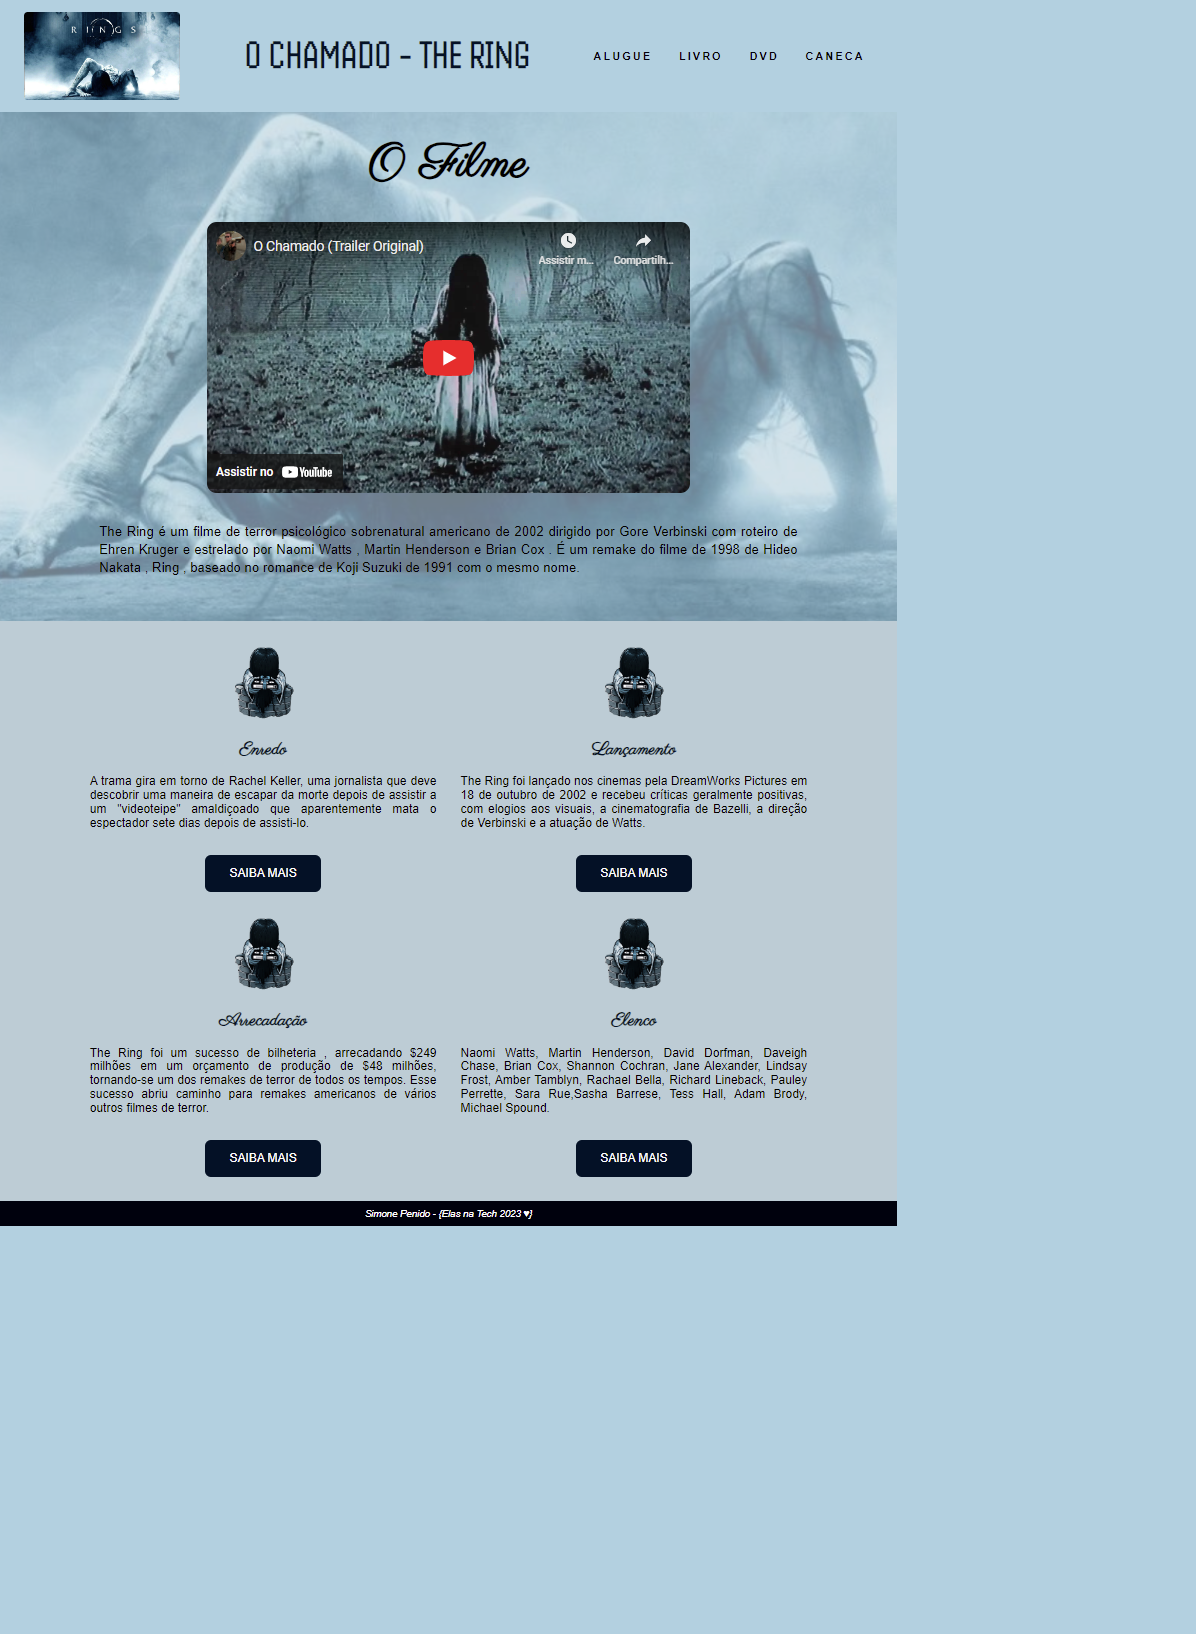 RINGS
O CHAMADO - THE RING
ALUGUE LIVRO DVD CANECA
O Filme
O Chamado (Trailer Original)
Assistir m...
Compartilh...
Assistir no YouTube
The Ring é um filme de terror psicológico sobrenatural americano de 2002 dirigido por Gore Verbinski com roteiro de
Ehren Kruger e estrelado por Naomi Watts , Martin Henderson e Brian Cox . É um remake do filme de 1998 de Hideo
Nakata , Ring , baseado no romance de Koji Suzuki de 1991 com o mesmo nome.
Enredo
A trama gira em torno de Rachel Keller, uma jornalista que deve
descobrir uma maneira de escapar da morte depois de assistir a
um "videoteipe" amaldiçoado que aparentemente mata o
espectador sete dias depois de assisti-lo.
SAIBA MAIS
Lançamento
The Ring foi lançado nos cinemas pela DreamWorks Pictures em
18 de outubro de 2002 e recebeu críticas geralmente positivas,
com elogios aos visuais, a cinematografia de Bazelli, a direção
de Verbinski e a atuação de Watts.
SAIBA MAIS
Arrecadação
The Ring foi um sucesso de bilheteria , arrecadando $249
milhões em um orçamento de produção de $48 milhões,
tornando-se um dos remakes de terror de todos os tempos. Esse
sucesso abriu caminho para remakes americanos de vários
outros filmes de terror.
SAIBA MAIS
Elenco
Naomi Watts, Martin Henderson, David Dorfman, Daveigh
Chase, Brian Cox, Shannon Cochran, Jane Alexander, Lindsay
Frost, Amber Tamblyn, Rachael Bella, Richard Lineback, Pauley
Perrette, Sara Rue,Sasha Barrese, Tess Hall, Adam Brody,
Michael Spound.
SAIBA MAIS
Simone Penido - {Elas na Tech 2023 ♥}